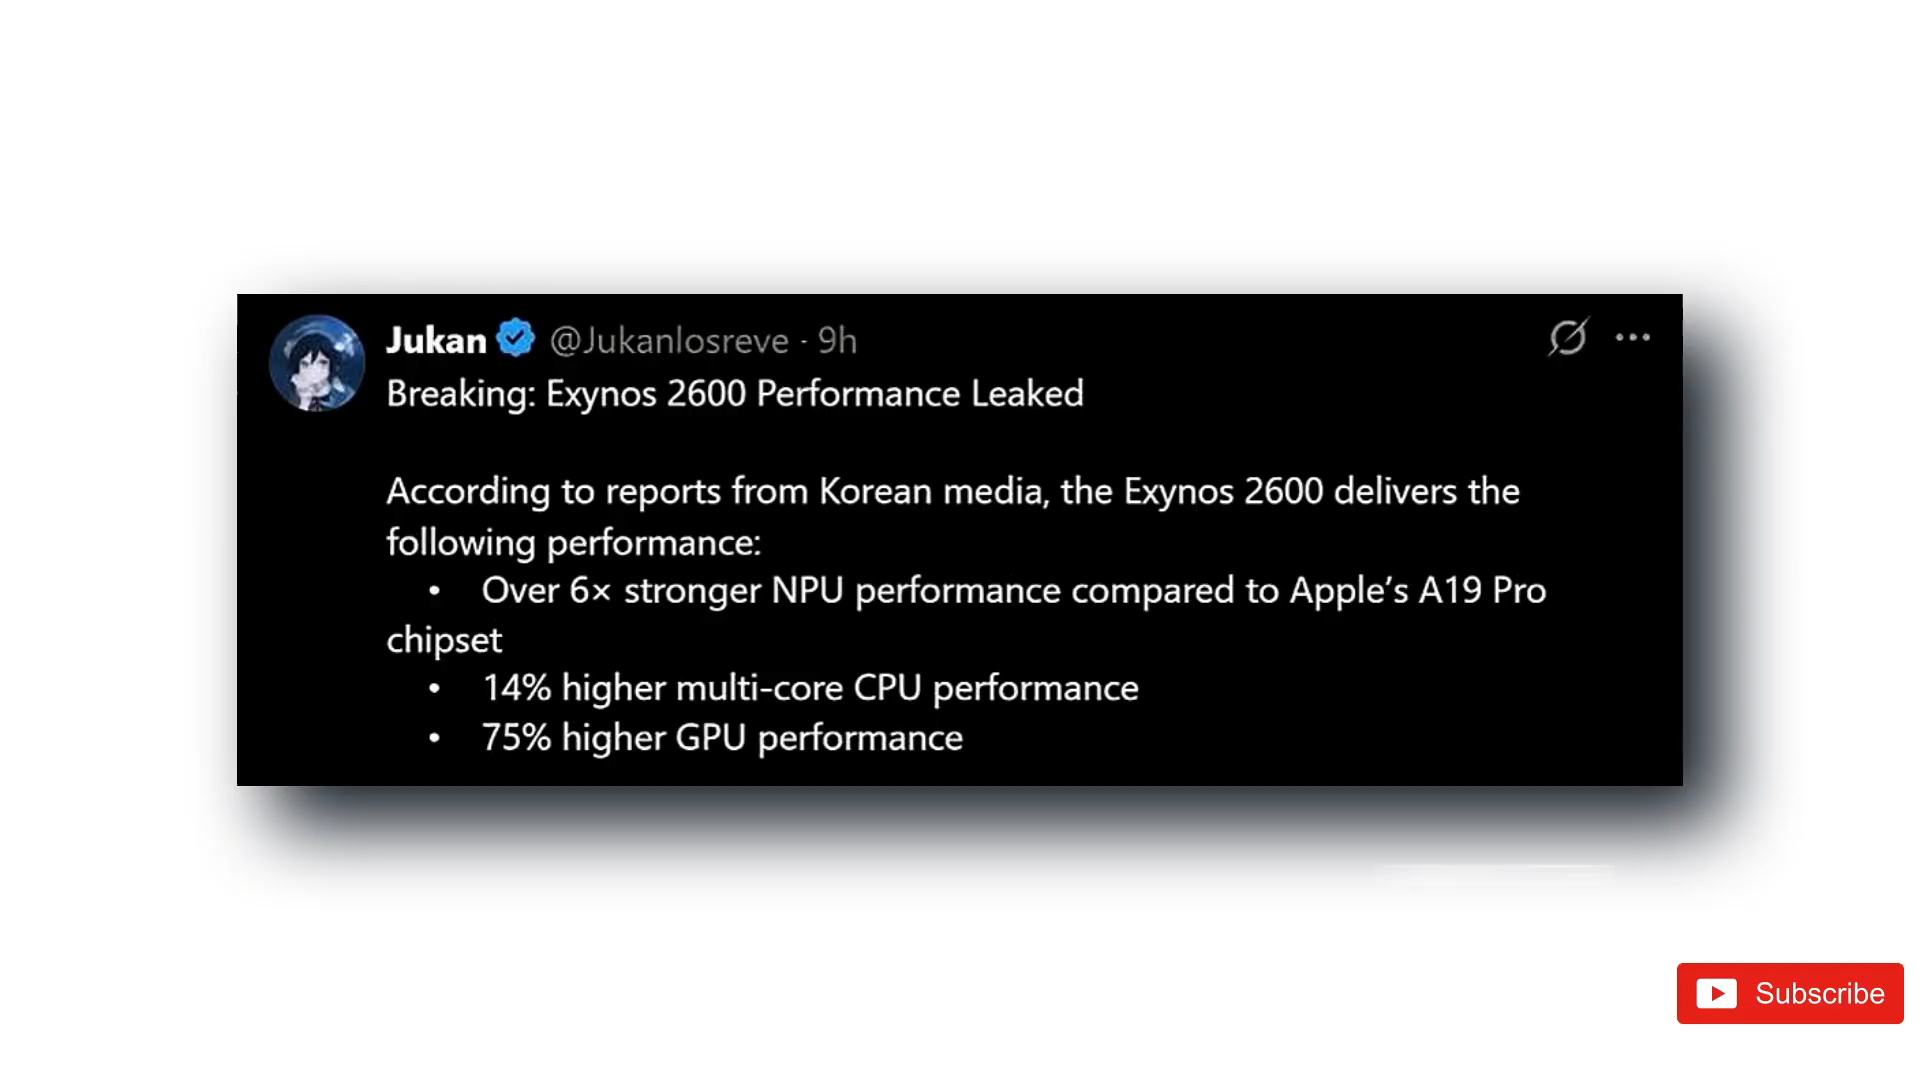 Jukan @Jukanlosreve · 9h
Breaking: Exynos 2600 Performance Leaked
According to reports from Korean media, the Exynos 2600 delivers the
following performance:
• Over 6× stronger NPU performance compared to Apple’s A19 Pro
chipset
• 14% higher multi-core CPU performance
• 75% higher GPU performance
Subscribe